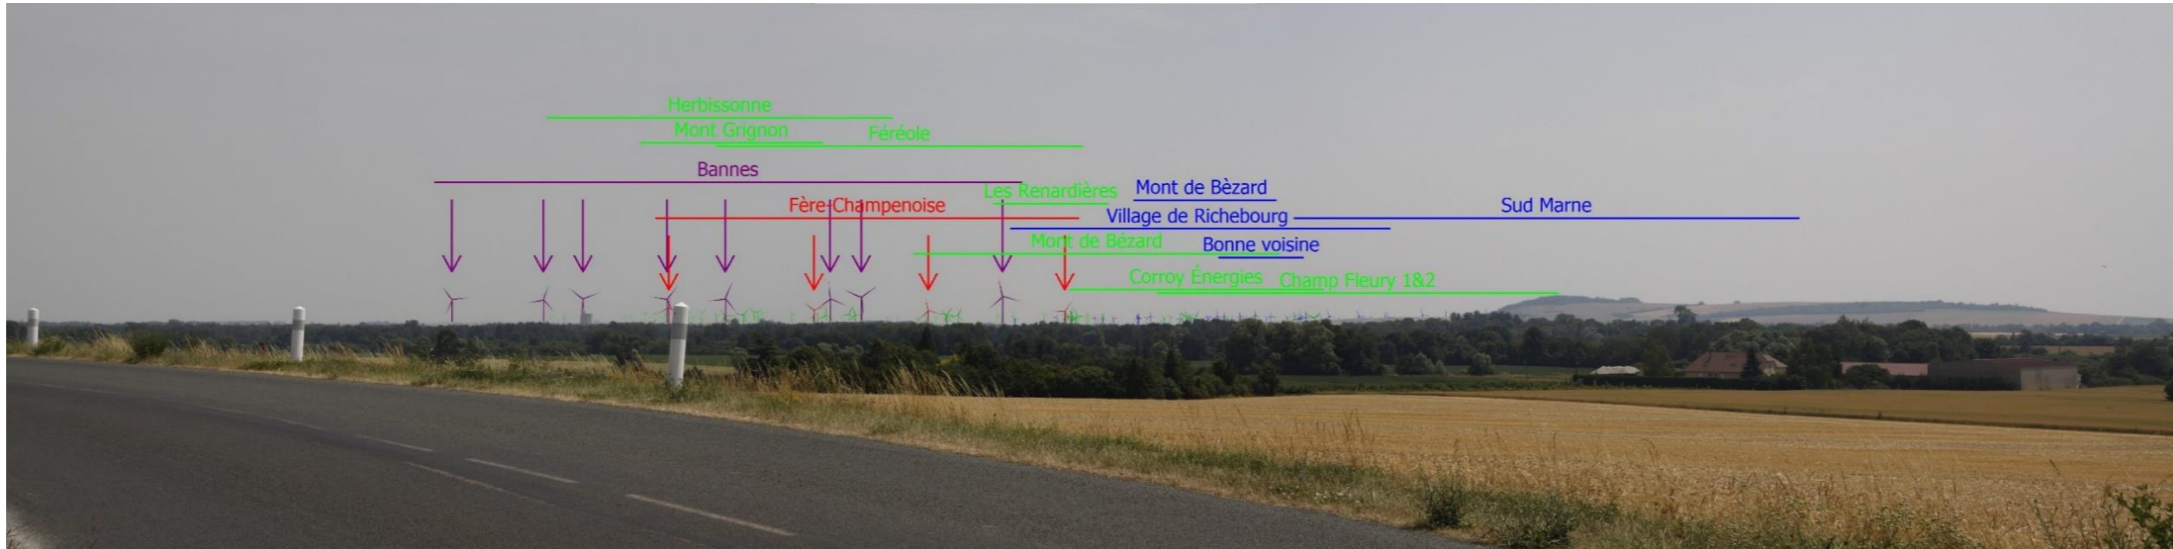 Herbissonne
Mont Grignon
Féréole
Bannes
Les Renardières
Mont de Bèzard
Fère-Champenoise
Village de Richebourg
Sud Marne
Mont de Bézard
Bonne voisine
Corroy Énergies
Champ Fleury 1&2